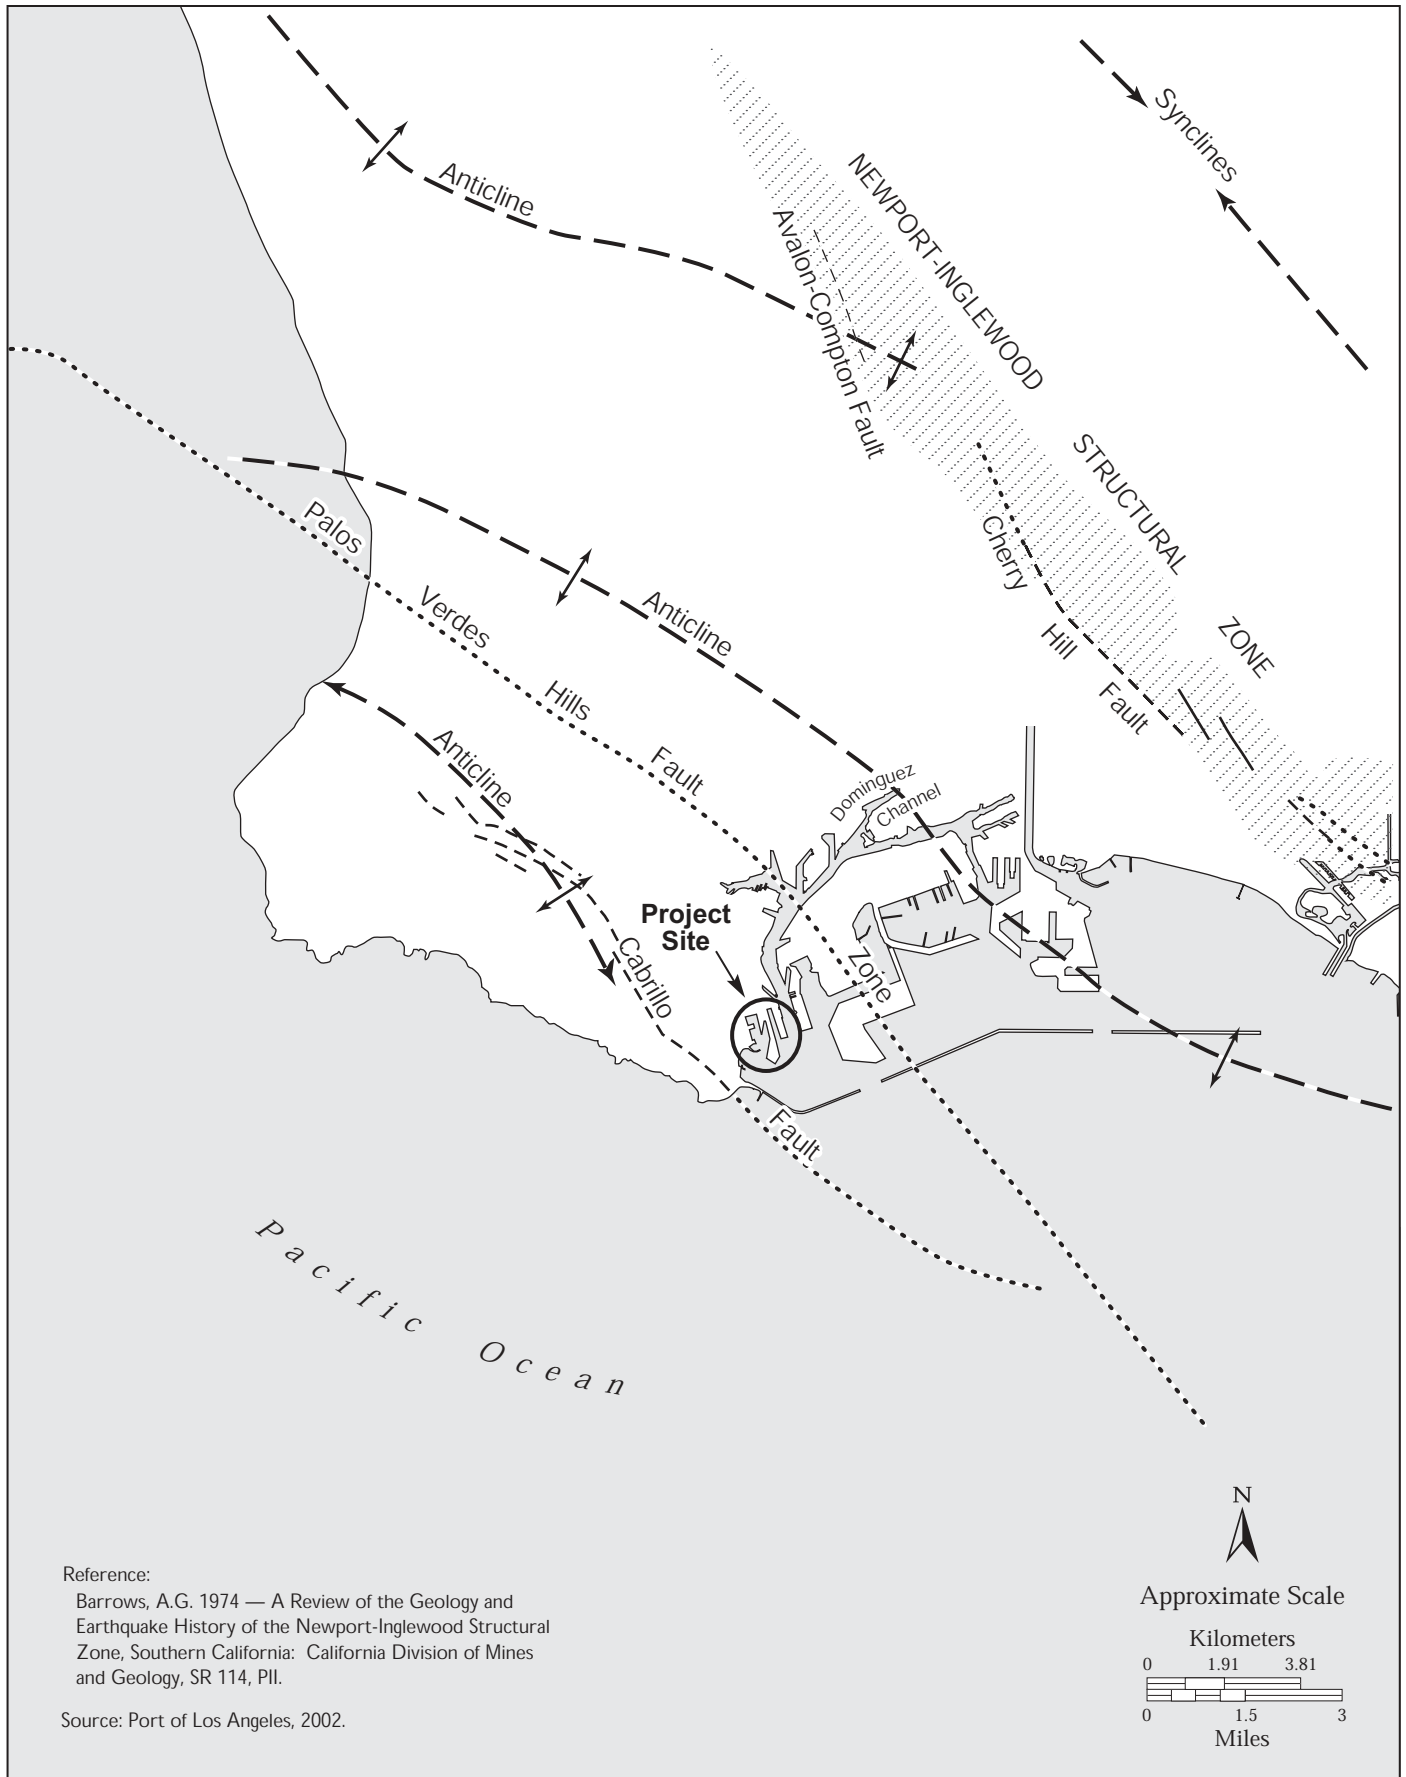 Synclines
Anticline
NEWPORT-INGLEWOOD
STRUCTURAL
ZONE
Avalon-Compton Fault
Cherry
Hill
Fault
Palos
Verdes
Hills
Fault
Zone
Anticline
Anticline
Dominguez
Channel
Project
Site
Cabrillo
Fault
Pacific Ocean
N
Approximate Scale
Kilometers
0 1.91 3.81
0 1.5 3
Miles
Reference:
Barrows, A.G. 1974 — A Review of the Geology and
Earthquake History of the Newport-Inglewood Structural
Zone, Southern California: California Division of Mines
and Geology, SR 114, PII.
Source: Port of Los Angeles, 2002.